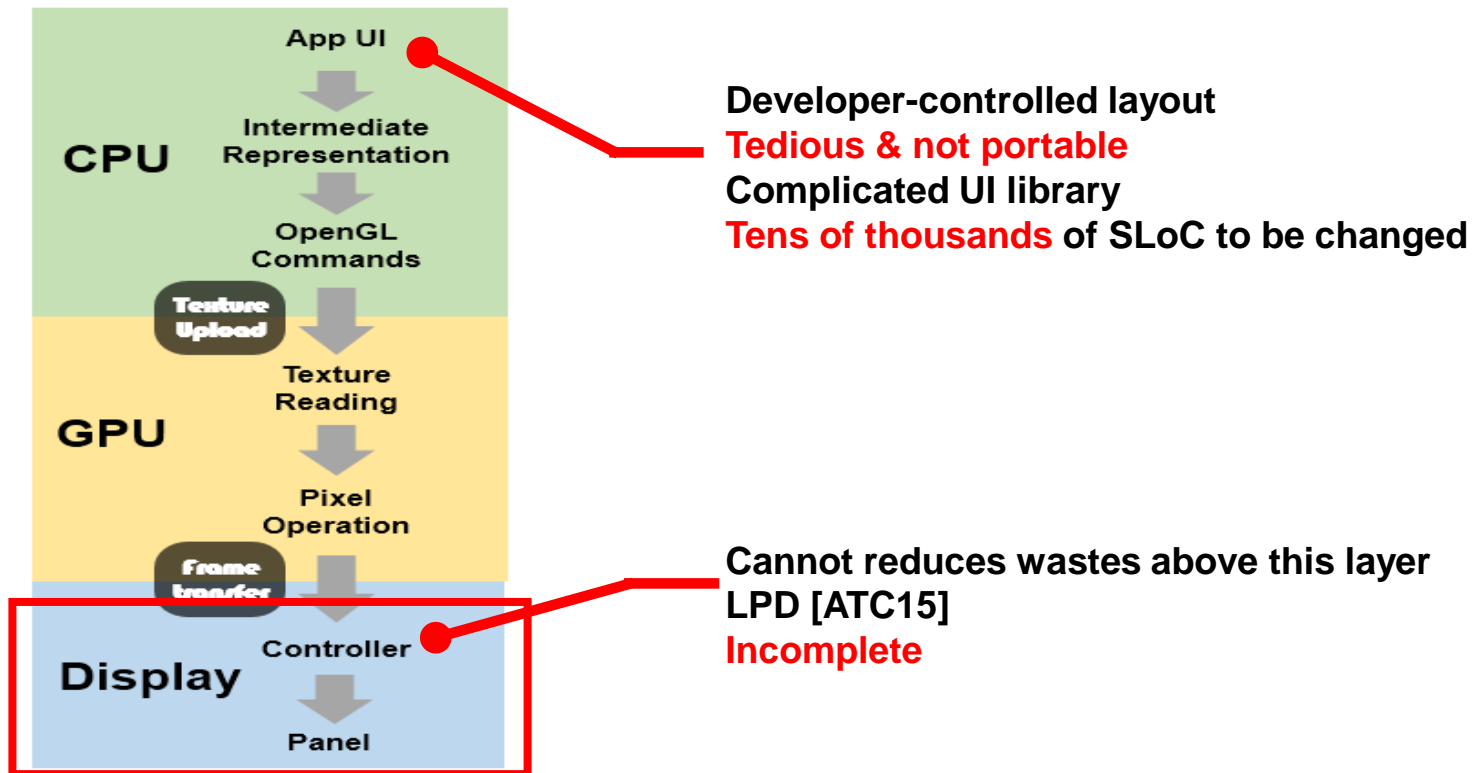 App UI
Intermediate
Representation
CPU
OpenGL
Commands
Texture
Upload
Texture
Reading
GPU
Pixel
Operation
Frame
transfer
Controller
Display
Panel
Developer-controlled layout
Tedious & not portable
Complicated UI library
Tens of thousands of SLoC to be changed
Cannot reduces wastes above this layer
LPD [ATC15]
Incomplete